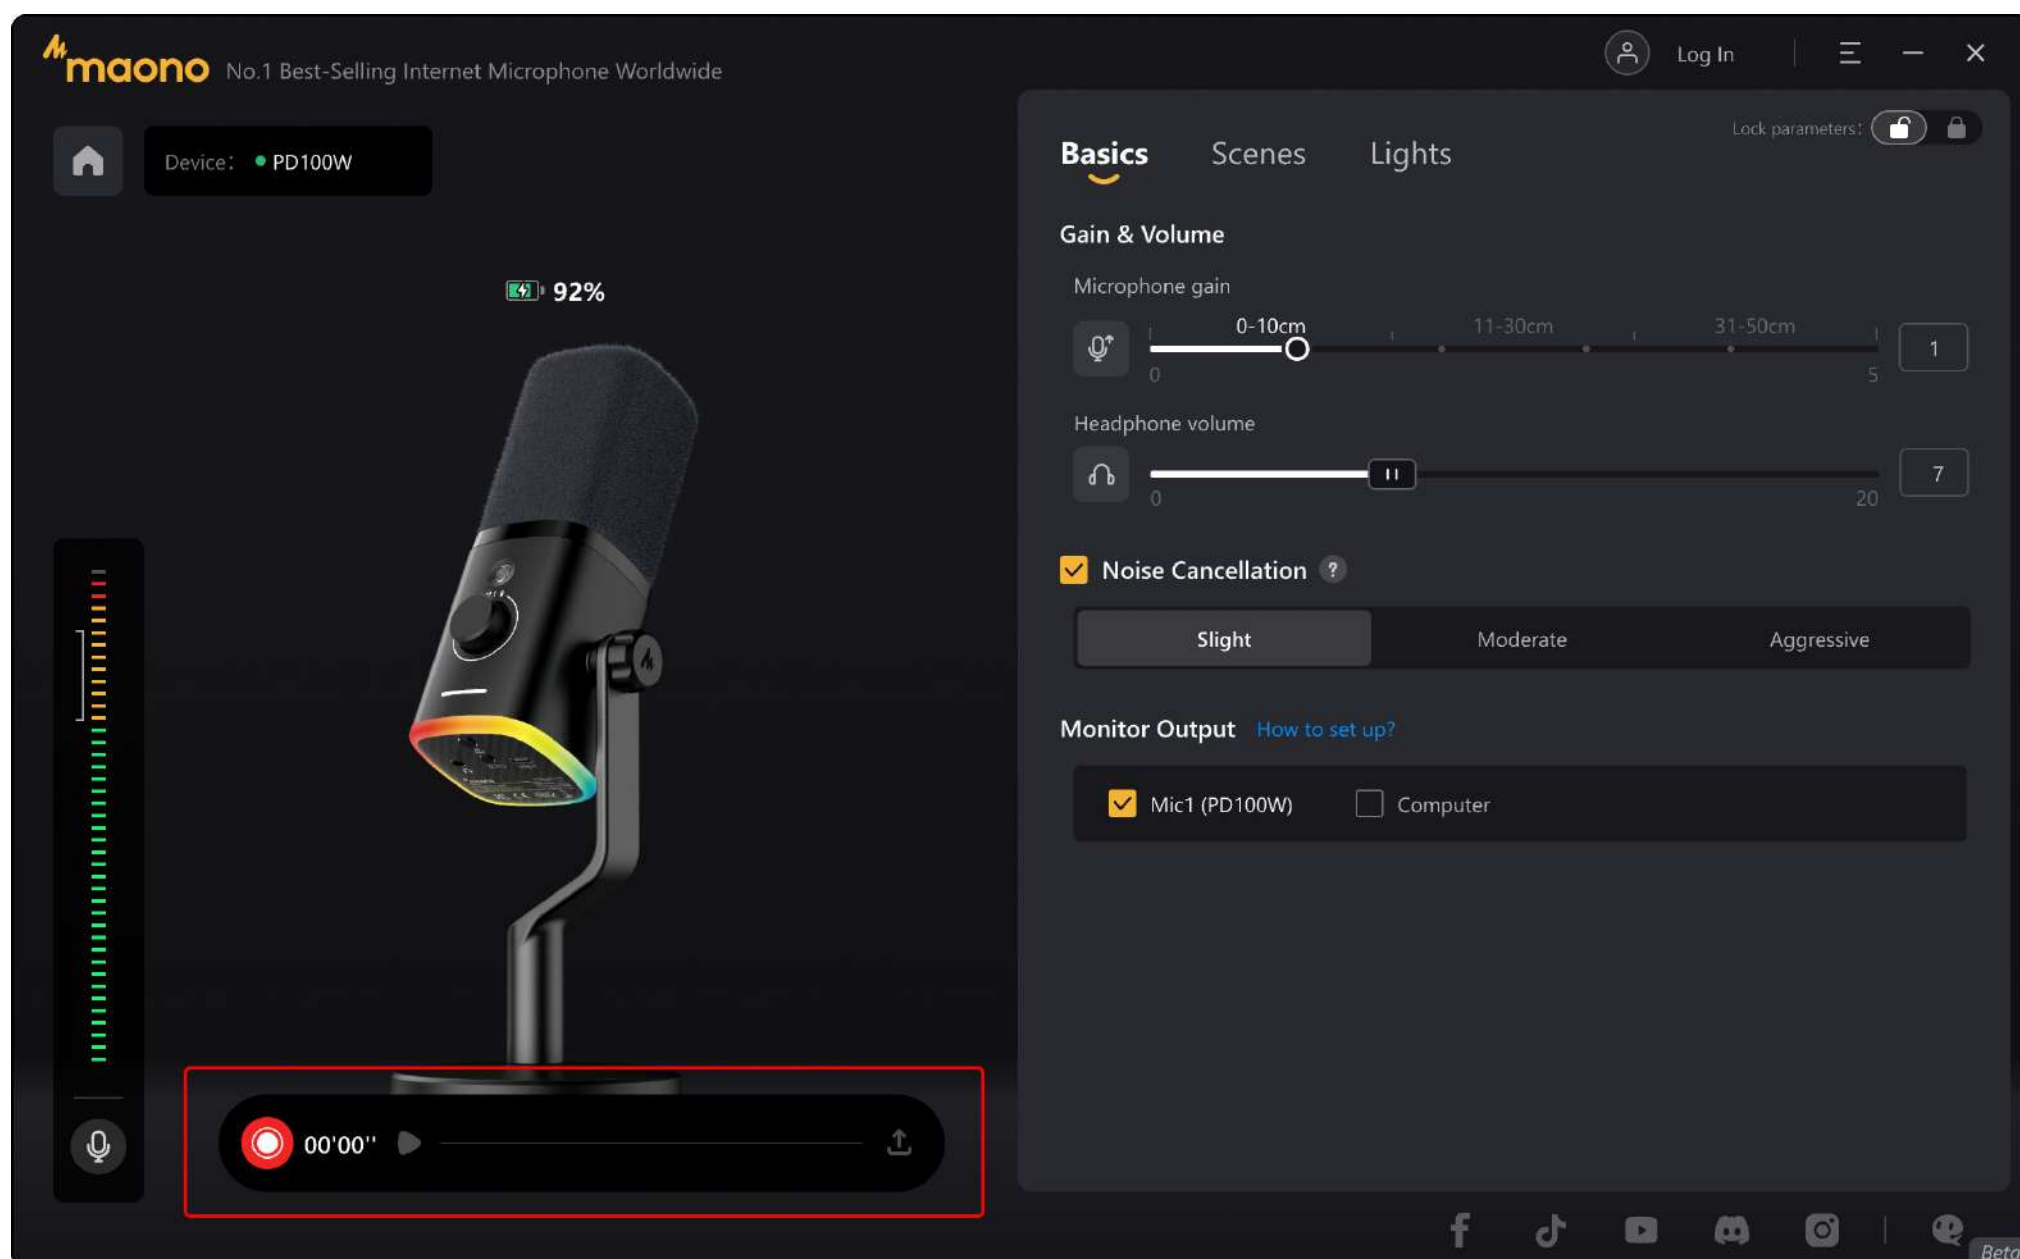 maono No.1 Best-Selling Internet Microphone Worldwide
Log In
Device: PD100W
92%
00'00''
Basics Scenes Lights
Lock parameters:
Gain & Volume
Microphone gain
0-10cm 11-30cm 31-50cm
1
0 5
Headphone volume
7
0 20
Noise Cancellation ?
Slight Moderate Aggressive
Monitor Output How to set up?
Mic1 (PD100W) Computer
Beta